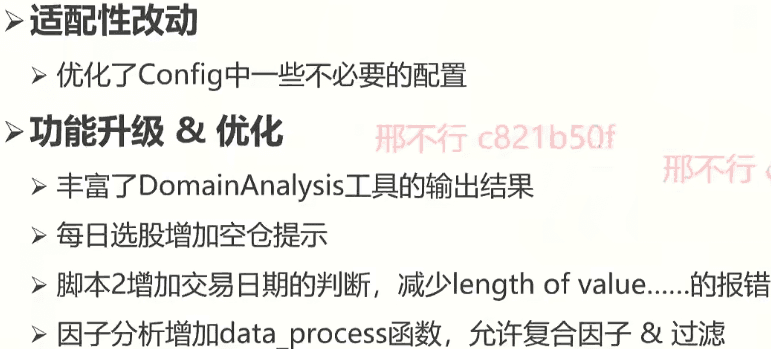 ➢适配性改动
➢优化了Config中一些不必要的配置
➢功能升级 & 优化
邢不行 c821b50f
邢不行
➢丰富了DomainAnalysis工具的输出结果
➢每日选股增加空仓提示
➢脚本2增加交易日期的判断，减少length of value……的报错
➢因子分析增加data_process函数，允许复合因子 & 过滤